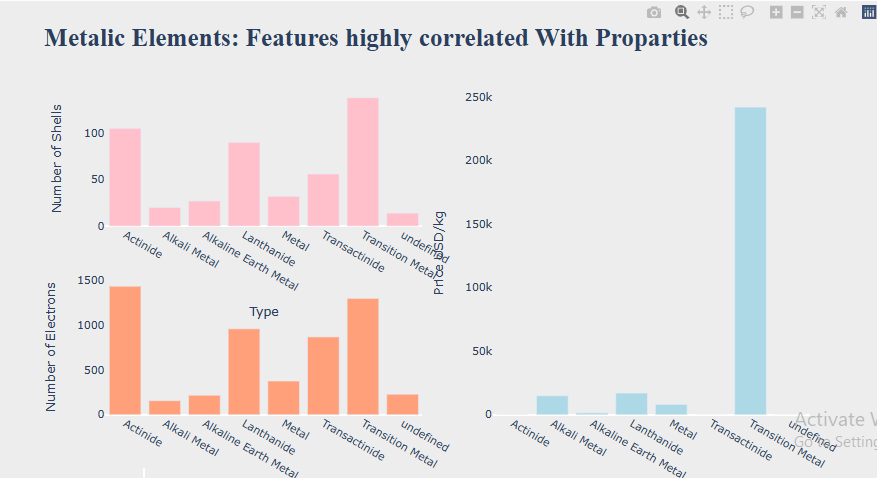 Metalic Elements: Features highly correlated With Proparties
Number of Shells
100
50
0
Actinide
Alkali Metal
Alkaline Earth Metal
Lanthanide
Metal
Transactinide
Transition Metal
undefined
Type
Number of Electrons
1500
1000
500
0
Actinide
Alkali Metal
Alkaline Earth Metal
Lanthanide
Metal
Transactinide
Transition Metal
undefined
Price USD/kg
250k
200k
150k
100k
50k
0
Actinide
Alkali Metal
Alkaline Earth Metal
Lanthanide
Metal
Transactinide
Transition Metal
undefined
Activate
Go to Setting